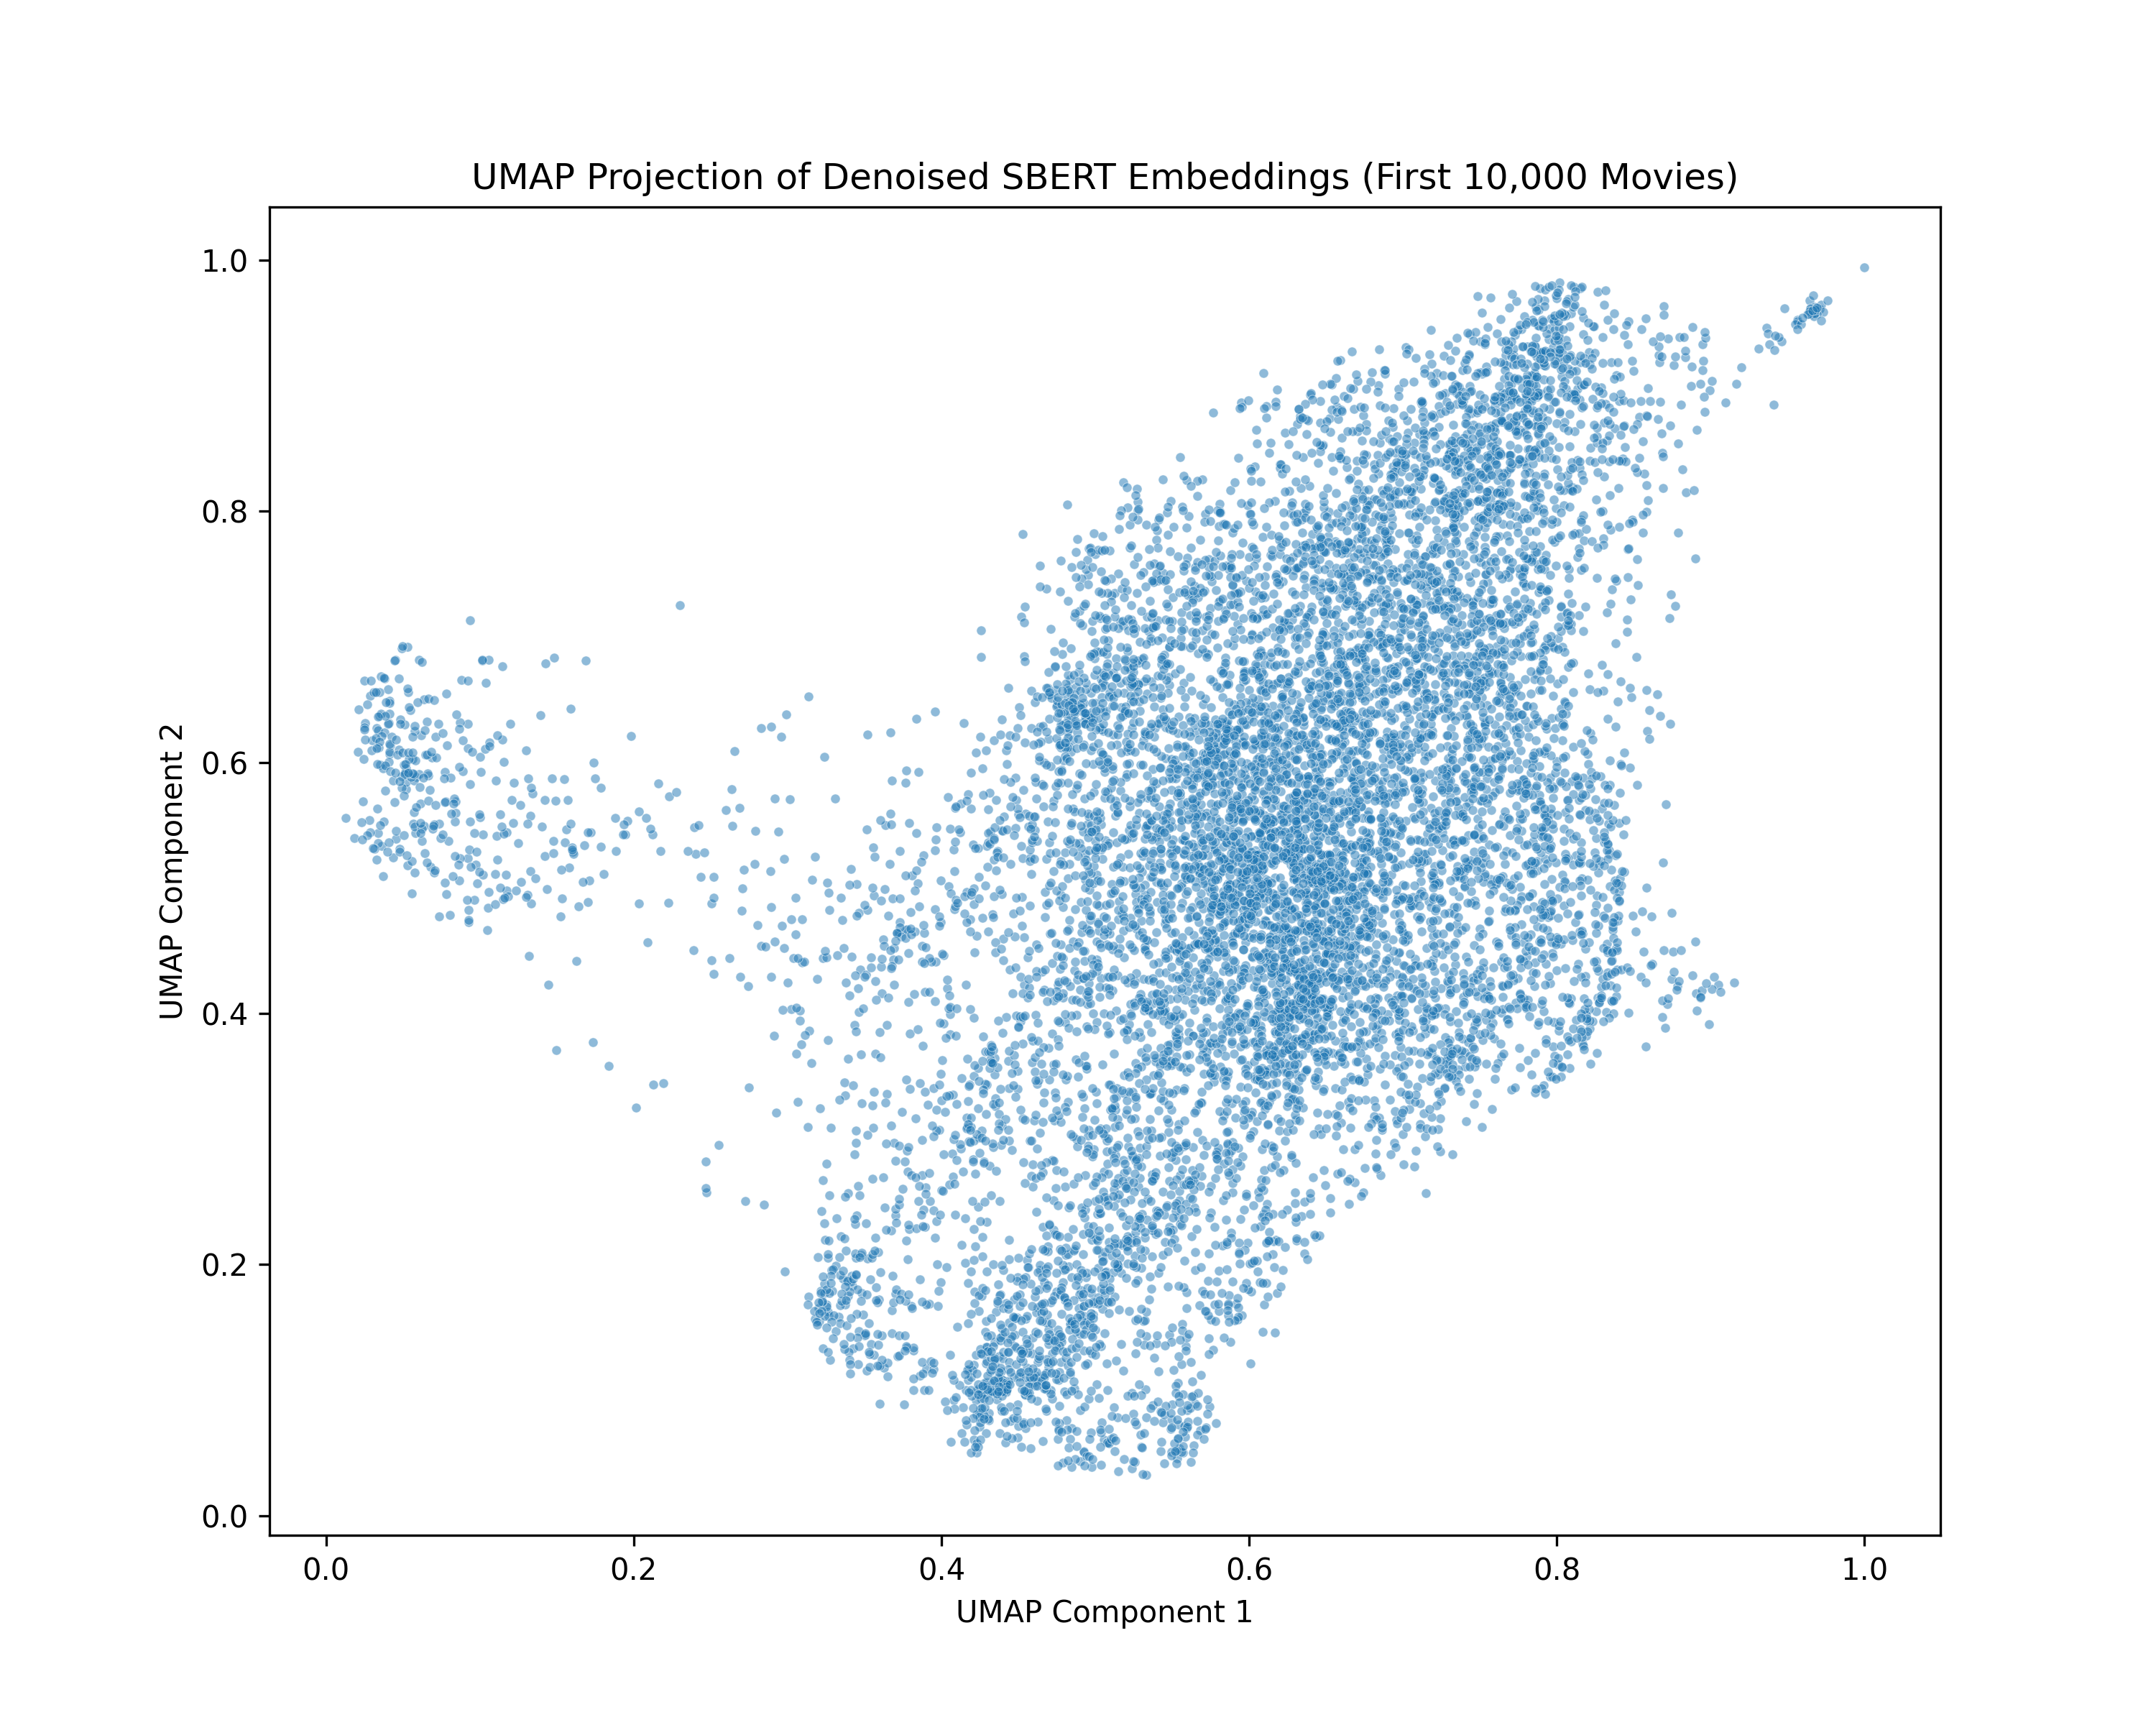 UMAP Projection of Denoised SBERT Embeddings (First 10,000 Movies)
1.0
0.8
0.6
0.4
0.2
0.0
UMAP Component 2
0.0 0.2 0.4 0.6 0.8 1.0
UMAP Component 1